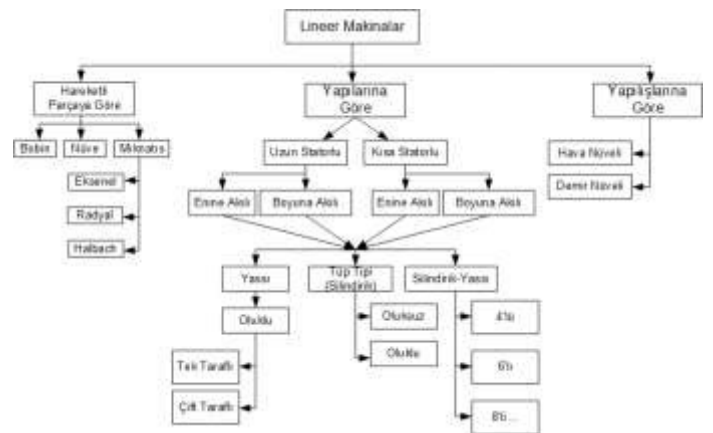 Lineer Makinalar
Hareketli
Parçaya Göre
Yapılarına
Göre
Yapılışlarına
Göre
Bobin
Nüve
Mıknatıs
Uzun Statorlu
Kısa Statorlu
Hava Nüveli
Demir Nüveli
Eksenel
Radyal
Halbach
Enine Akılı
Boyuna Akılı
Enine Akılı
Boyuna Akılı
Yassı
Tüp Tipi
(Silindirik)
Silindirik-Yassı
Oluklu
Oluksuz
Oluklu
4'lü
6'lı
8'li ...
Tek Taraflı
Çift Taraflı